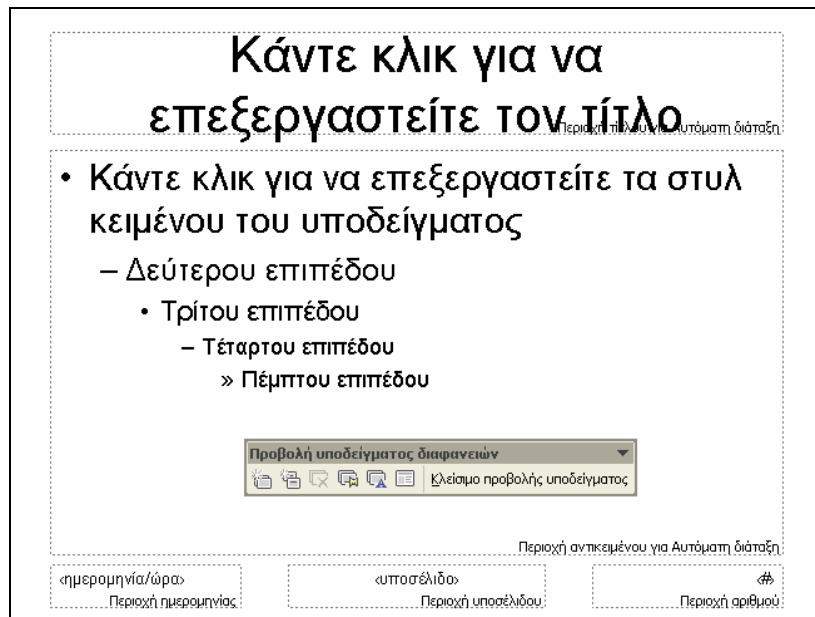 Κάντε κλικ για να
επεξεργαστείτε τον τίτλο
Περιοχή τίτλου για Αυτόματη διάταξη
• Κάντε κλικ για να επεξεργαστείτε τα στυλ
κειμένου του υποδείγματος
– Δεύτερου επιπέδου
• Τρίτου επιπέδου
– Τέταρτου επιπέδου
» Πέμπτου επιπέδου
Προβολή υποδείγματος διαφανειών
Κλείσιμο προβολής υποδείγματος
Περιοχή αντικειμένου για Αυτόματη διάταξη
<ημερομηνία/ώρα>
Περιοχή ημερομηνίας
<υποσέλιδο>
Περιοχή υποσέλιδου
<#>
Περιοχή αριθμού